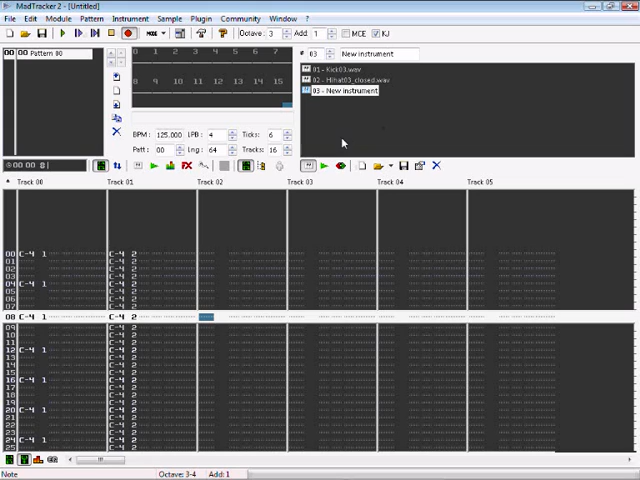 MadTracker 2 - [Untitled]
File Edit Module Pattern Instrument Sample Plugin Community Window ?
MODE Octave: 3 Add: 1 MCE KJ
00 00 Pattern 00
0 1 2 3 4 5 6 7
8 9 10 11 12 13 14 15
# 03 New instrument
01 - Kick03.wav
02 - Hihat03_closed.wav
03 - New instrument
BPM: 125.000 LPB: 4 Ticks: 6
Patt: 00 Lng: 64 Tracks: 16
00 00
FX
Track 00 Track 01 Track 02 Track 03 Track 04 Track 05
00 C-4 1 C-4 2
01 C-4 2
02 C-4 2
03 C-4 2
04 C-4 1 C-4 2
05 C-4 2
06 C-4 2
07 C-4 2
08 C-4 1 C-4 2
09 C-4 2
10 C-4 2
11 C-4 2
12 C-4 1 C-4 2
13 C-4 2
14 C-4 2
15 C-4 2
16 C-4 1 C-4 2
17 C-4 2
18 C-4 2
19 C-4 2
20 C-4 1 C-4 2
21 C-4 2
22 C-4 2
23 C-4 2
24 C-4 1 C-4 2
25 C-4 2
Note Octave: 3-4 Add: 1